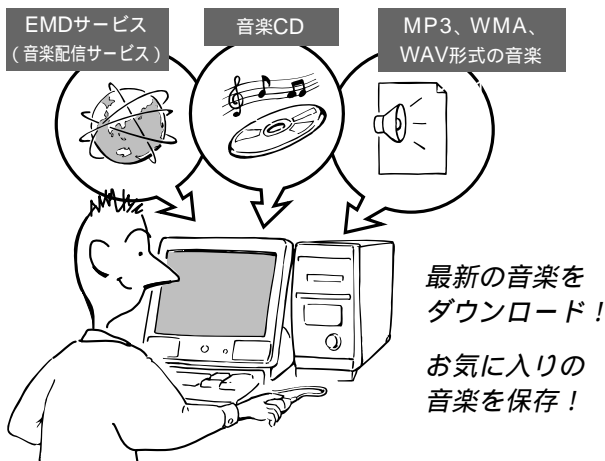 EMDサービス
(音楽配信サービス)
音楽CD
MP3、WMA、
WAV形式の音楽
最新の音楽を
ダウンロード！
お気に入りの
音楽を保存！